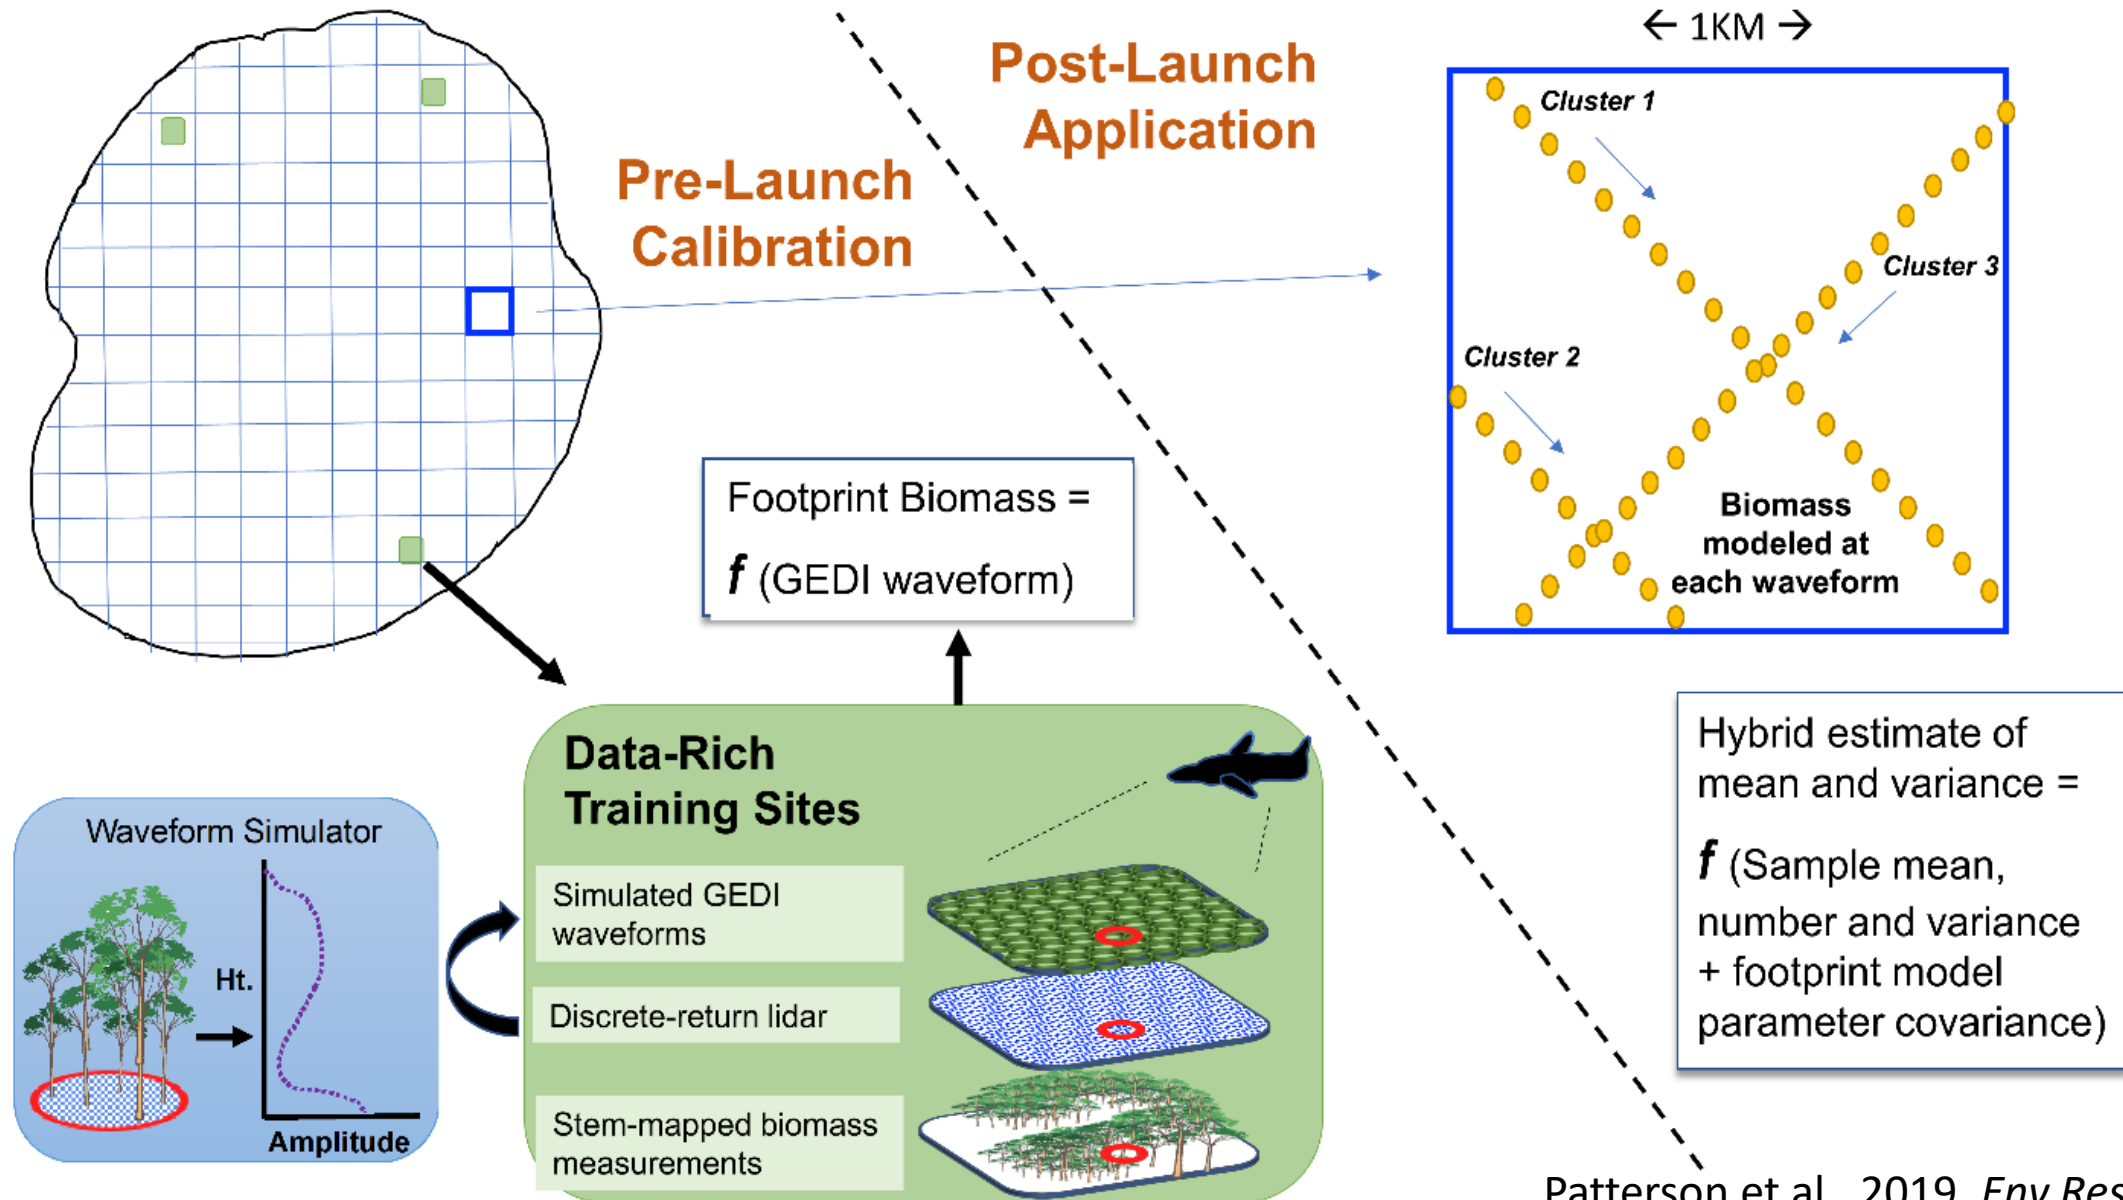 Pre-Launch
Calibration
Post-Launch
Application
← 1KM →
Cluster 1
Cluster 3
Cluster 2
Biomass
modeled at
each waveform
Footprint Biomass =
f (GEDI waveform)
Data-Rich
Training Sites
Simulated GEDI
waveforms
Discrete-return lidar
Stem-mapped biomass
measurements
Waveform Simulator
Ht.
Amplitude
Hybrid estimate of
mean and variance =
f (Sample mean,
number and variance
+ footprint model
parameter covariance)
Patterson et al., 2019, Env Res